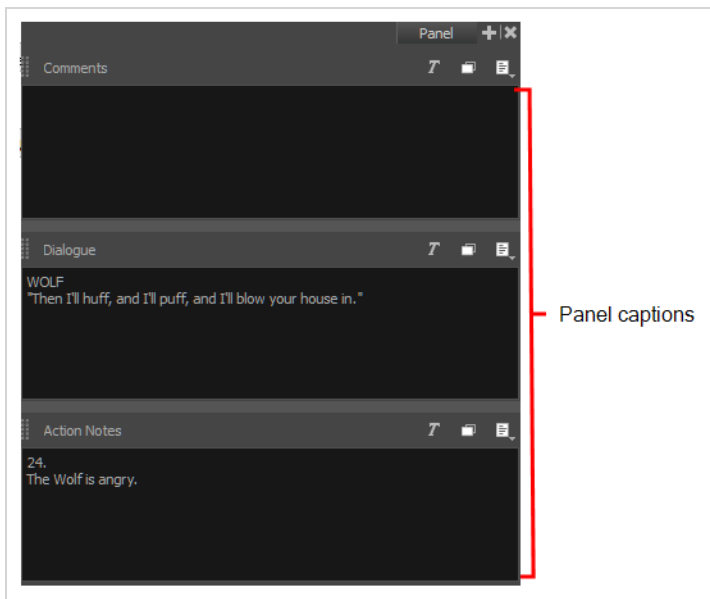 Panel
Comments
Dialogue
WOLF
"Then I'll huff, and I'll puff, and I'll blow your house in."
Panel captions
Action Notes
24.
The Wolf is angry.